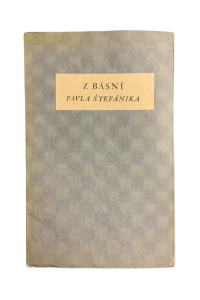 Z BÁSNÍ
PAVLA ŠTEFÁNIKA